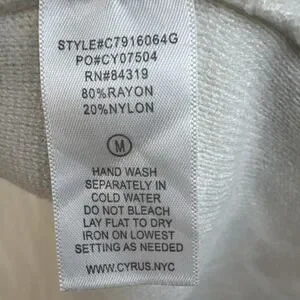 STYLE#C7916064G
PO#CY07504
RN#84319
80%RAYON
20%NYLON
M
HAND WASH
SEPARATELY IN
COLD WATER
DO NOT BLEACH
LAY FLAT TO DRY
IRON ON LOWEST
SETTING AS NEEDED
WWW.CYRUS.NYC